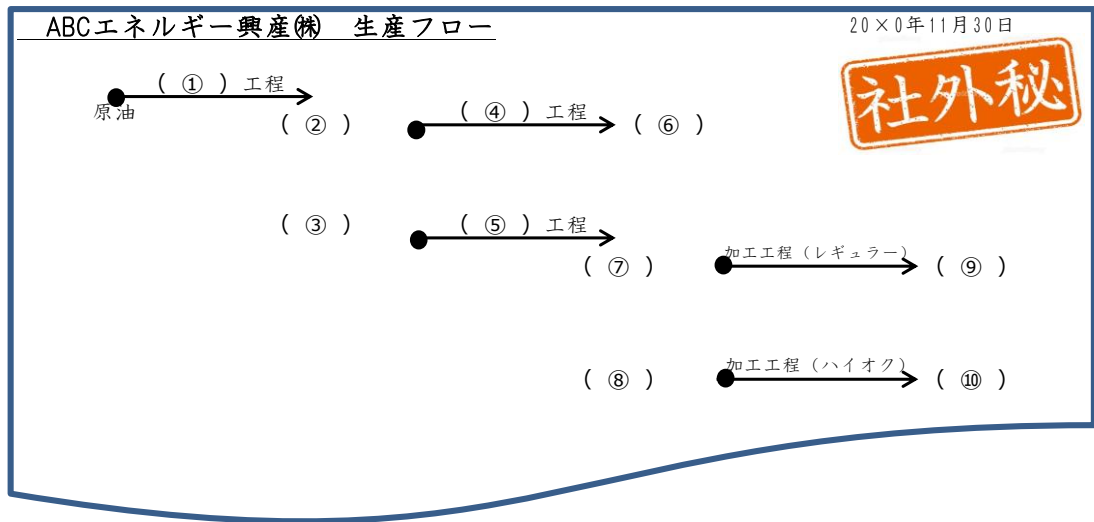 ABCエネルギー興産㈱ 生産フロー
20×0年11月30日
社外秘
( ① ) 工程
原油
( ② )
( ④ ) 工程
( ⑥ )
( ③ )
( ⑤ ) 工程
( ⑦ )
加工工程（レギュラー）
( ⑨ )
( ⑧ )
加工工程（ハイオク）
( ⑩ )